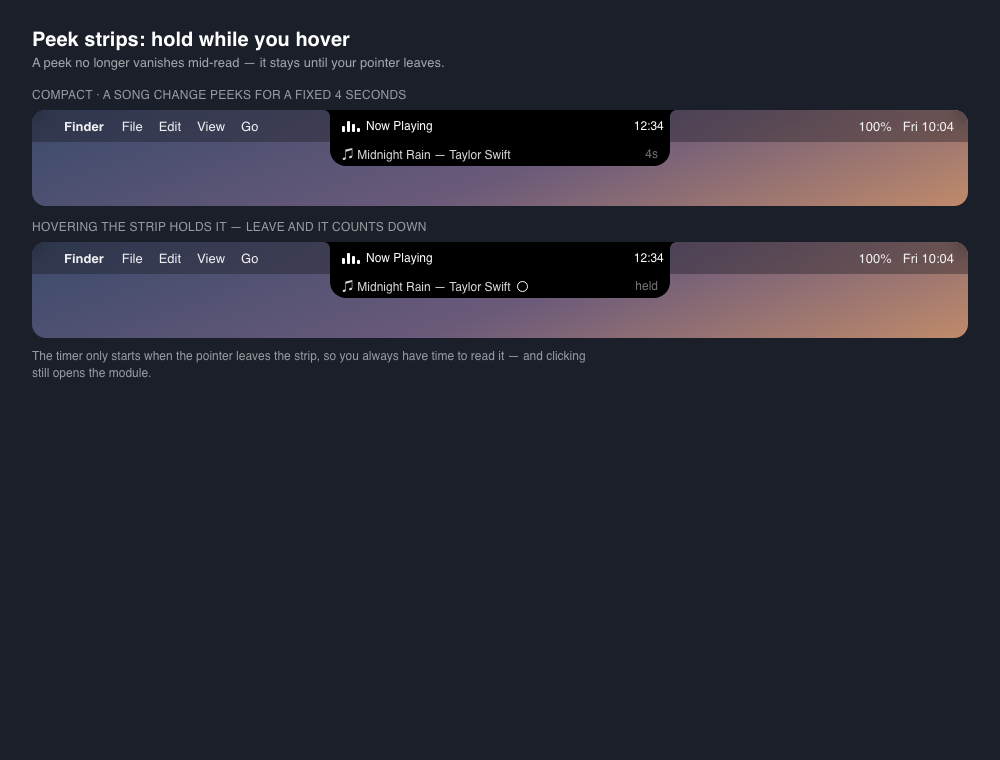 Peek strips: hold while you hover
A peek no longer vanishes mid-read — it stays until your pointer leaves.
COMPACT · A SONG CHANGE PEEKS FOR A FIXED 4 SECONDS
Finder File Edit View Go Now Playing 12:34 100% Fri 10:04
🎵 Midnight Rain — Taylor Swift 4s
HOVERING THE STRIP HOLDS IT — LEAVE AND IT COUNTS DOWN
Finder File Edit View Go Now Playing 12:34 100% Fri 10:04
🎵 Midnight Rain — Taylor Swift held
The timer only starts when the pointer leaves the strip, so you always have time to read it — and clicking
still opens the module.